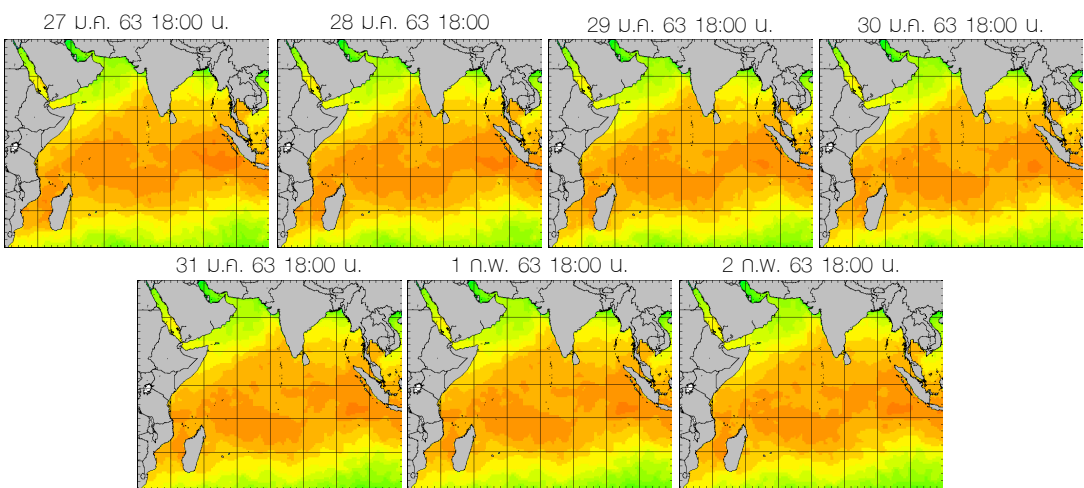 27 ม.ค. 63 18:00 น.
28 ม.ค. 63 18:00
29 ม.ค. 63 18:00 น.
30 ม.ค. 63 18:00 น.
31 ม.ค. 63 18:00 น.
1 ก.พ. 63 18:00 น.
2 ก.พ. 63 18:00 น.